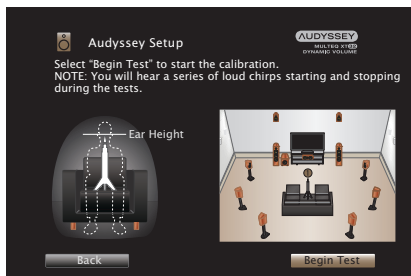 Audyssey Setup
AUDYSSEY
MULTEQ XT32
DYNAMIC VOLUME
Select “Begin Test” to start the calibration.
NOTE: You will hear a series of loud chirps starting and stopping
during the tests.
Ear Height
Back
Begin Test